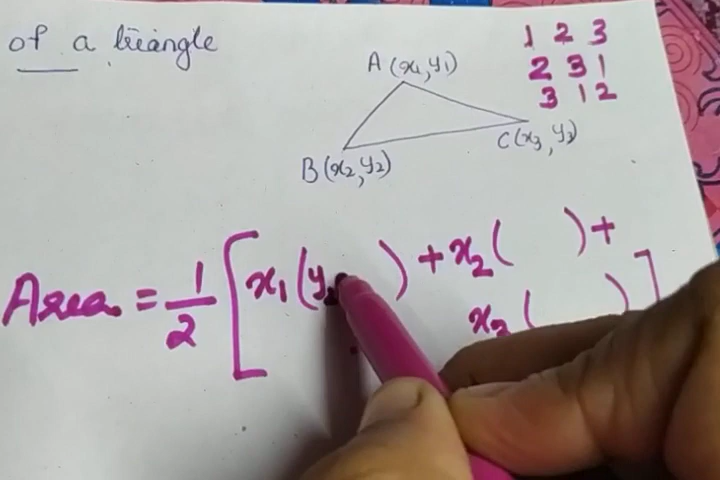 of a triangle
1 2 3
2 3 1
3 1 2
A (x1, y1)
C(x3, y3)
B (x2, y2)
Area = 1/2 [ x1 (y2 ) + x2 ( ) +
x3 ( ) ]